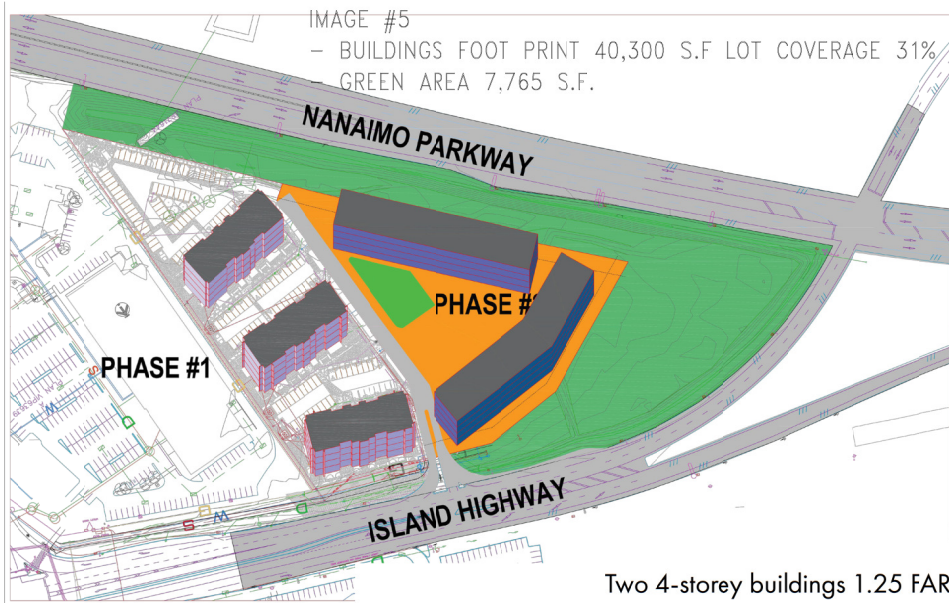 IMAGE #5
- BUILDINGS FOOT PRINT 40,300 S.F LOT COVERAGE 31%
- GREEN AREA 7,765 S.F.
NANAIMO PARKWAY
PHASE #
PHASE #1
ISLAND HIGHWAY
Two 4-storey buildings 1.25 FAR